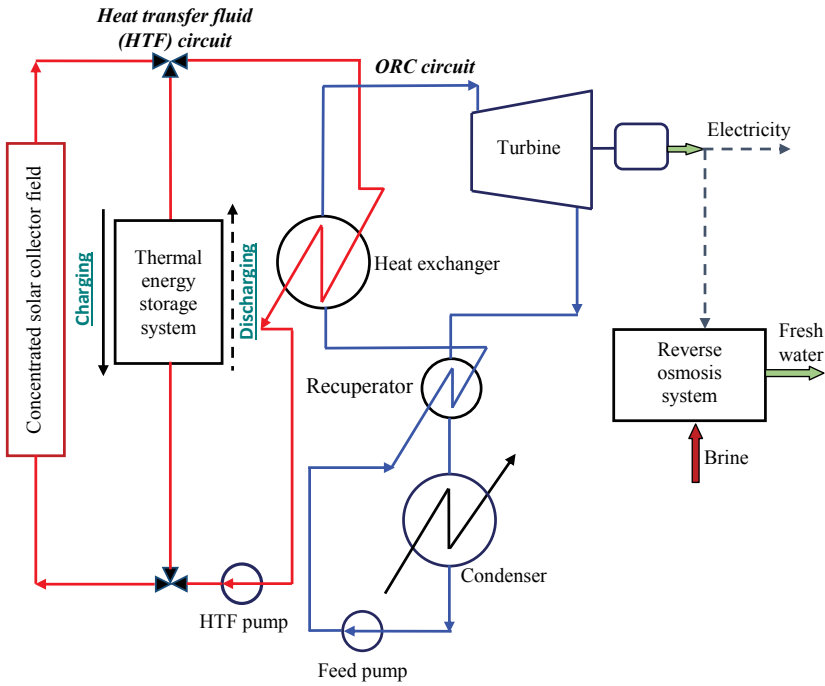 Heat transfer fluid
(HTF) circuit
ORC circuit
Turbine
Electricity
Concentrated solar collector field
Charging
Thermal
energy
storage
system
Discharging
Heat exchanger
Recuperator
Reverse
osmosis
system
Fresh
water
Brine
Condenser
HTF pump
Feed pump